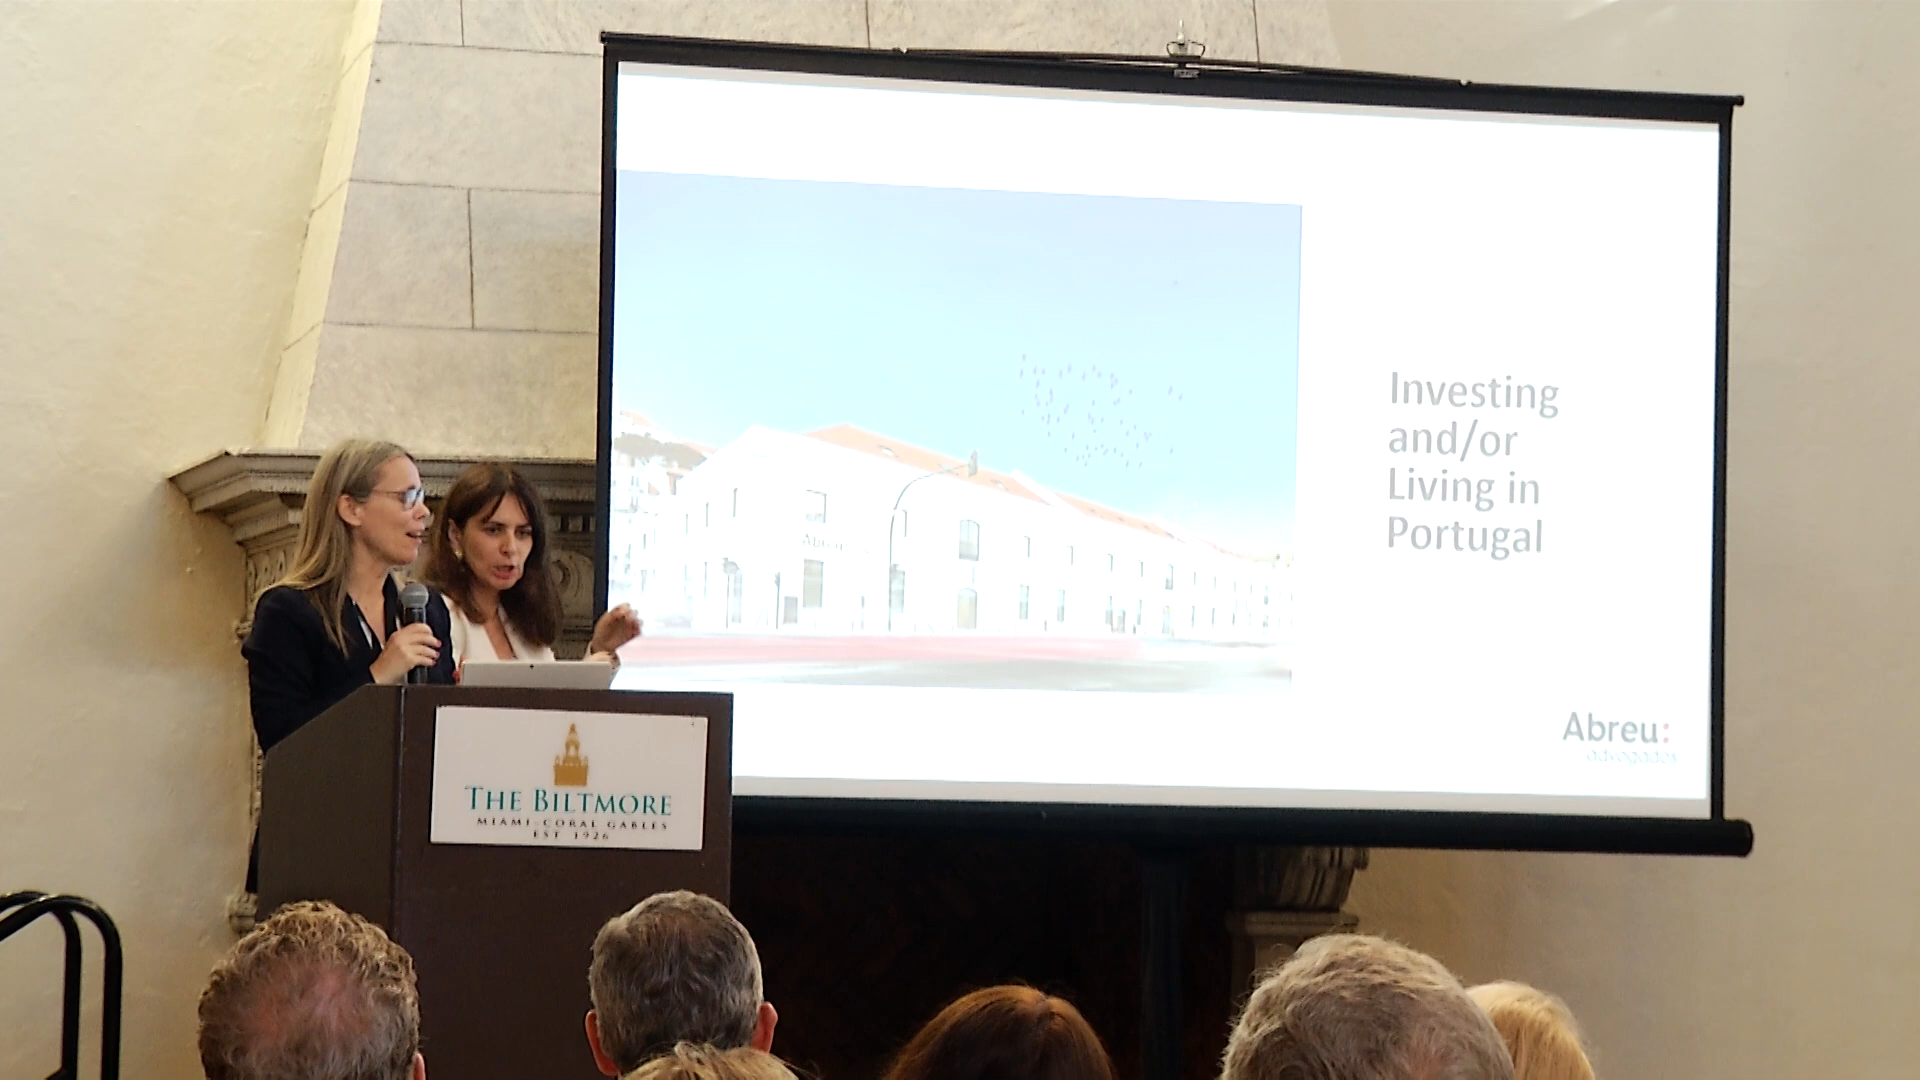 Investing
and/or
Living in
Portugal
Abreu:
advogados
Abreu:
THE BILTMORE
MIAMI-CORAL GABLES
EST 1926